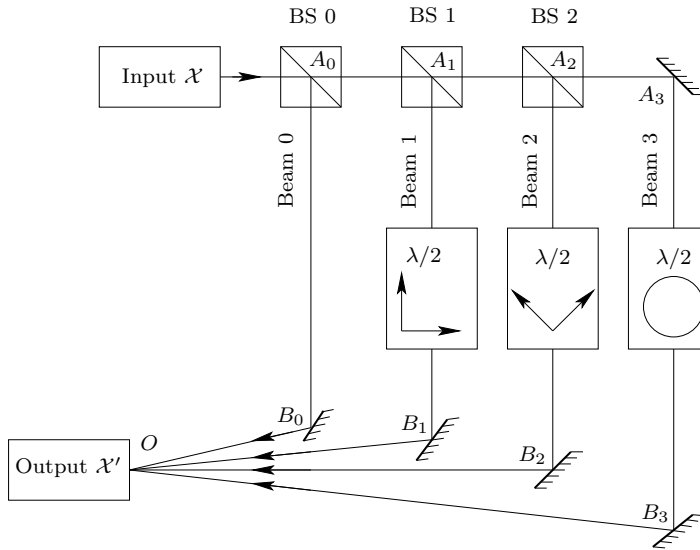 BS 0 BS 1 BS 2
Input 𝒳 A₀ A₁ A₂
A₃
Beam 0 Beam 1 Beam 2 Beam 3
λ/2 λ/2 λ/2
B₀ B₁
O
Output 𝒳′ B₂
B₃